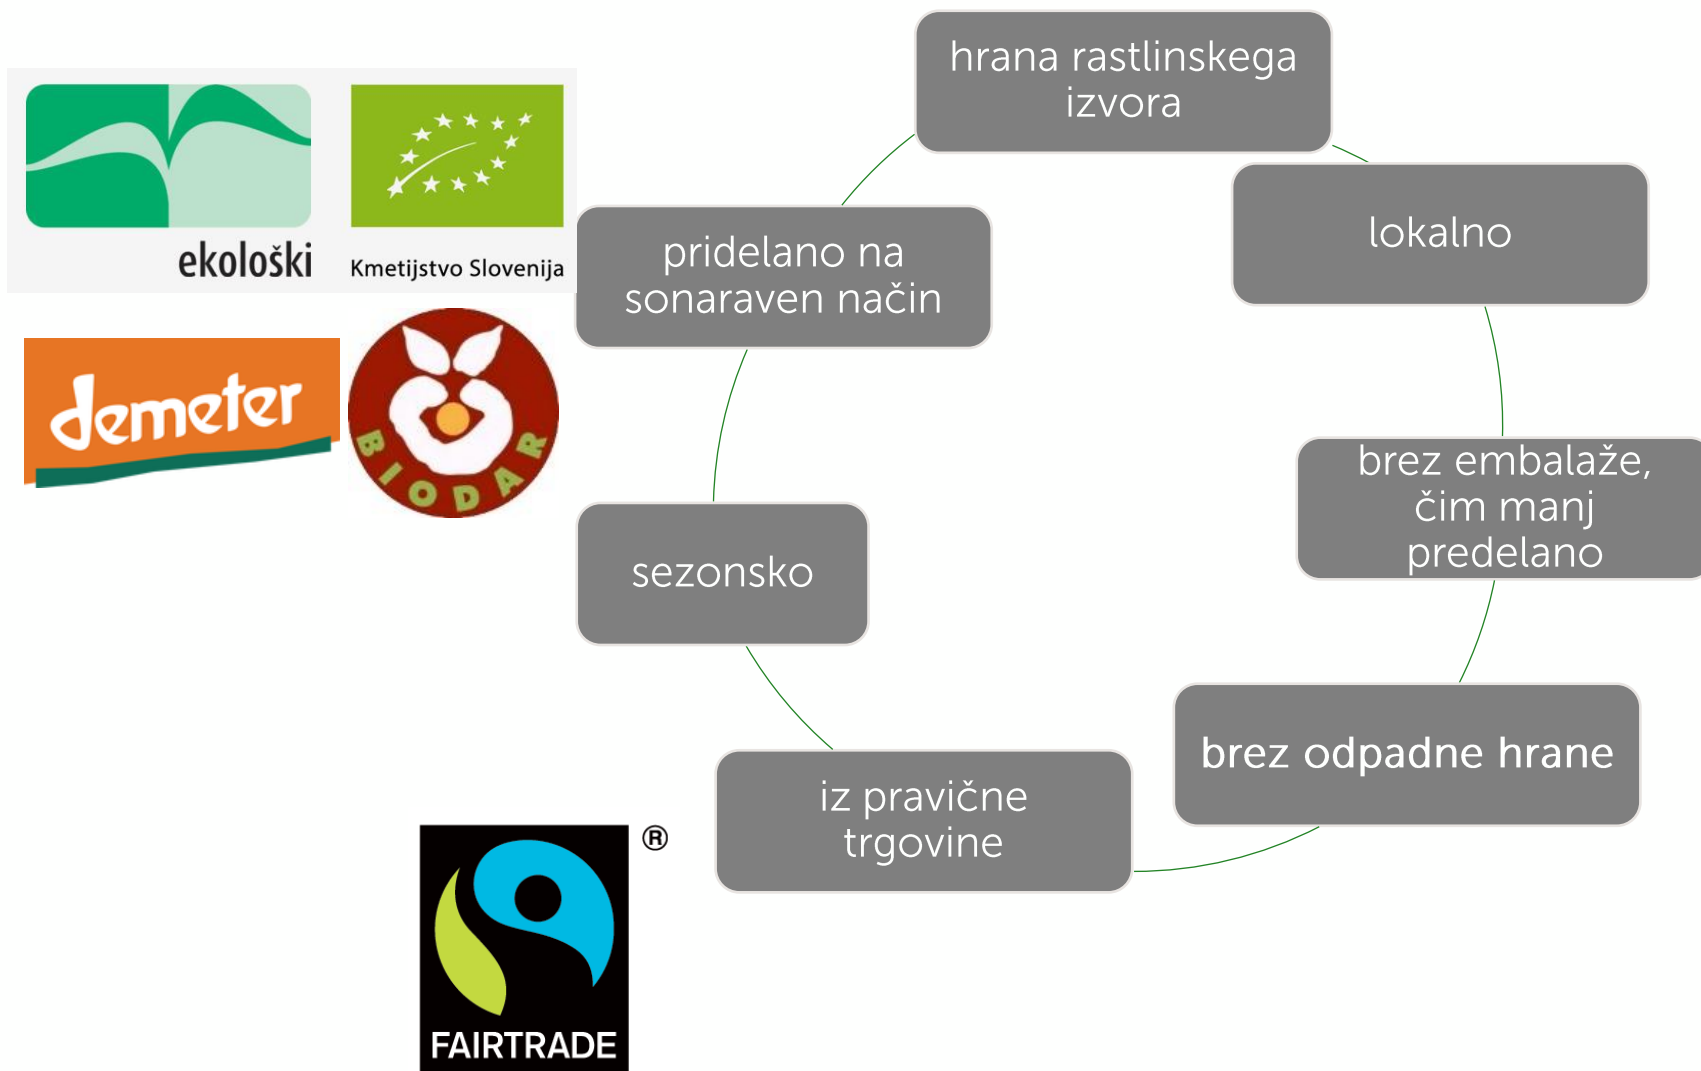 hrana rastlinskega
izvora
lokalno
brez embalaže,
čim manj
predelano
brez odpadne hrane
iz pravične
trgovine
sezonsko
pridelano na
sonaraven način
ekološki
Kmetijstvo Slovenija
demeter
BIODAR
®
FAIRTRADE